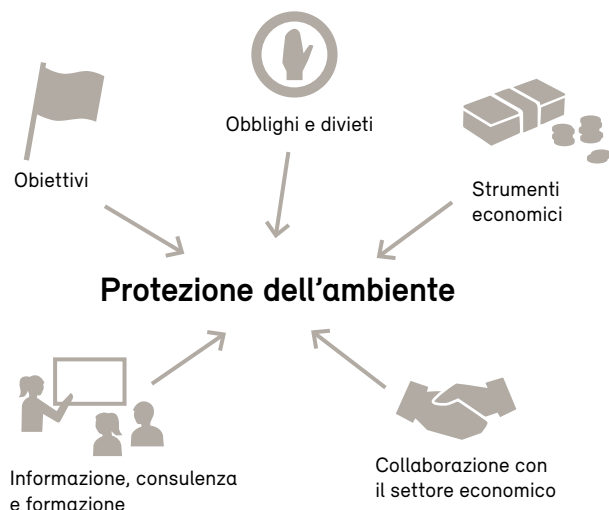 Obblighi e divieti
Obiettivi
Strumenti
economici
Protezione dell'ambiente
Informazione, consulenza
e formazione
Collaborazione con
il settore economico